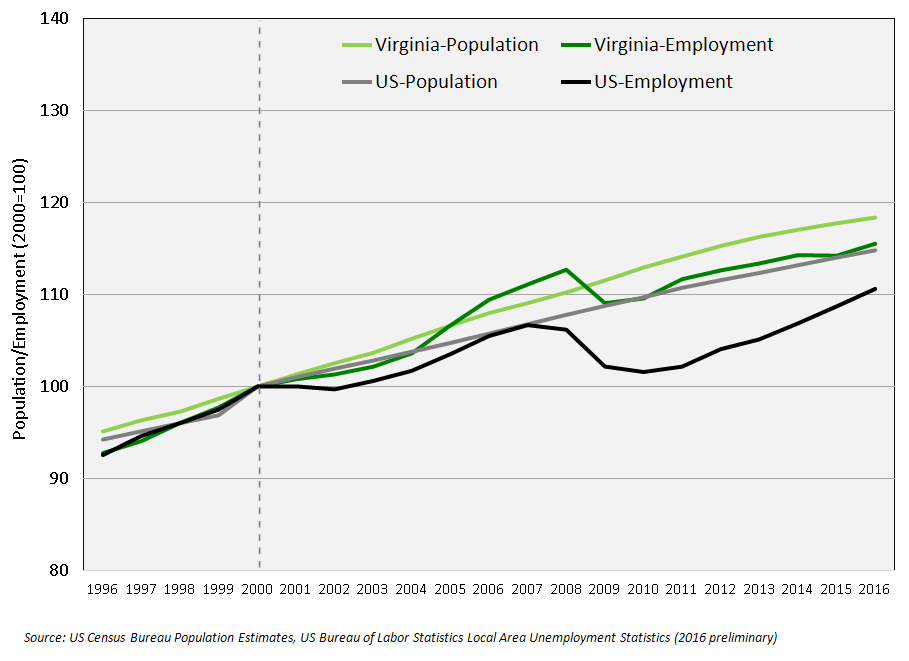 140
130
120
110
100
90
80
Population/Employment (2000=100)
Virginia-Population Virginia-Employment
US-Population US-Employment
1996 1997 1998 1999 2000 2001 2002 2003 2004 2005 2006 2007 2008 2009 2010 2011 2012 2013 2014 2015 2016
Source: US Census Bureau Population Estimates, US Bureau of Labor Statistics Local Area Unemployment Statistics (2016 preliminary)